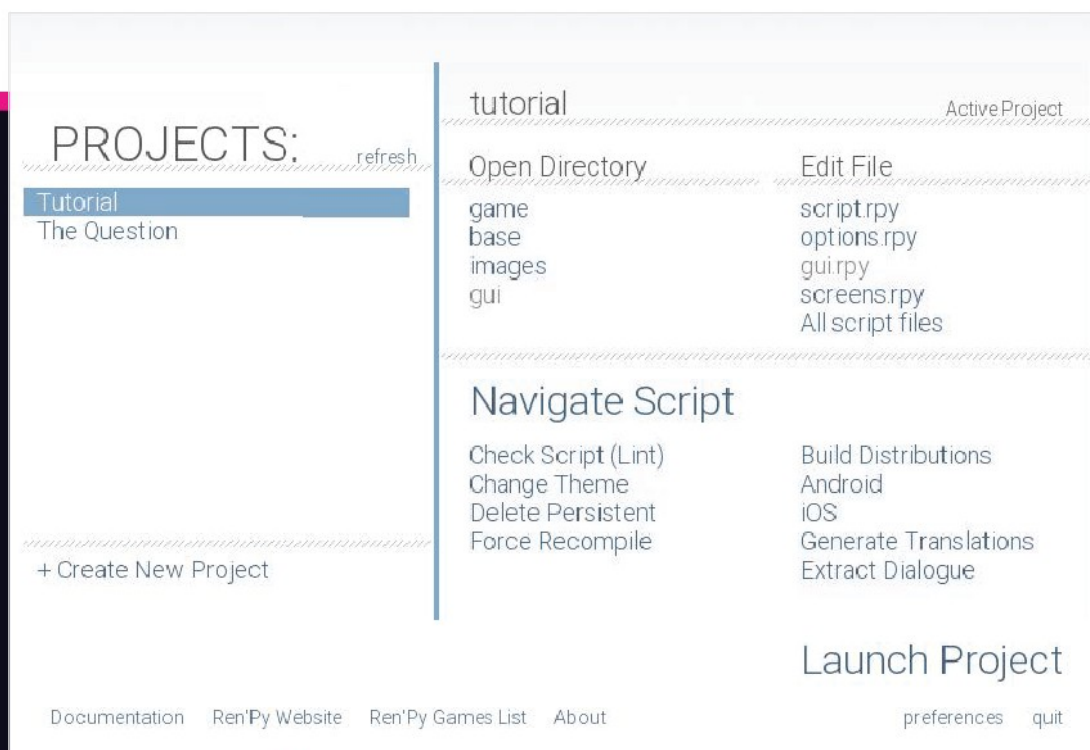 PROJECTS:
refresh
Tutorial
The Question
+ Create New Project
tutorial
Active Project
Open Directory
game
base
images
gui
Edit File
script.rpy
options.rpy
gui.rpy
screens.rpy
All script files
Navigate Script
Check Script (Lint)
Change Theme
Delete Persistent
Force Recompile
Build Distributions
Android
iOS
Generate Translations
Extract Dialogue
Launch Project
Documentation Ren'Py Website Ren'Py Games List About
preferences quit